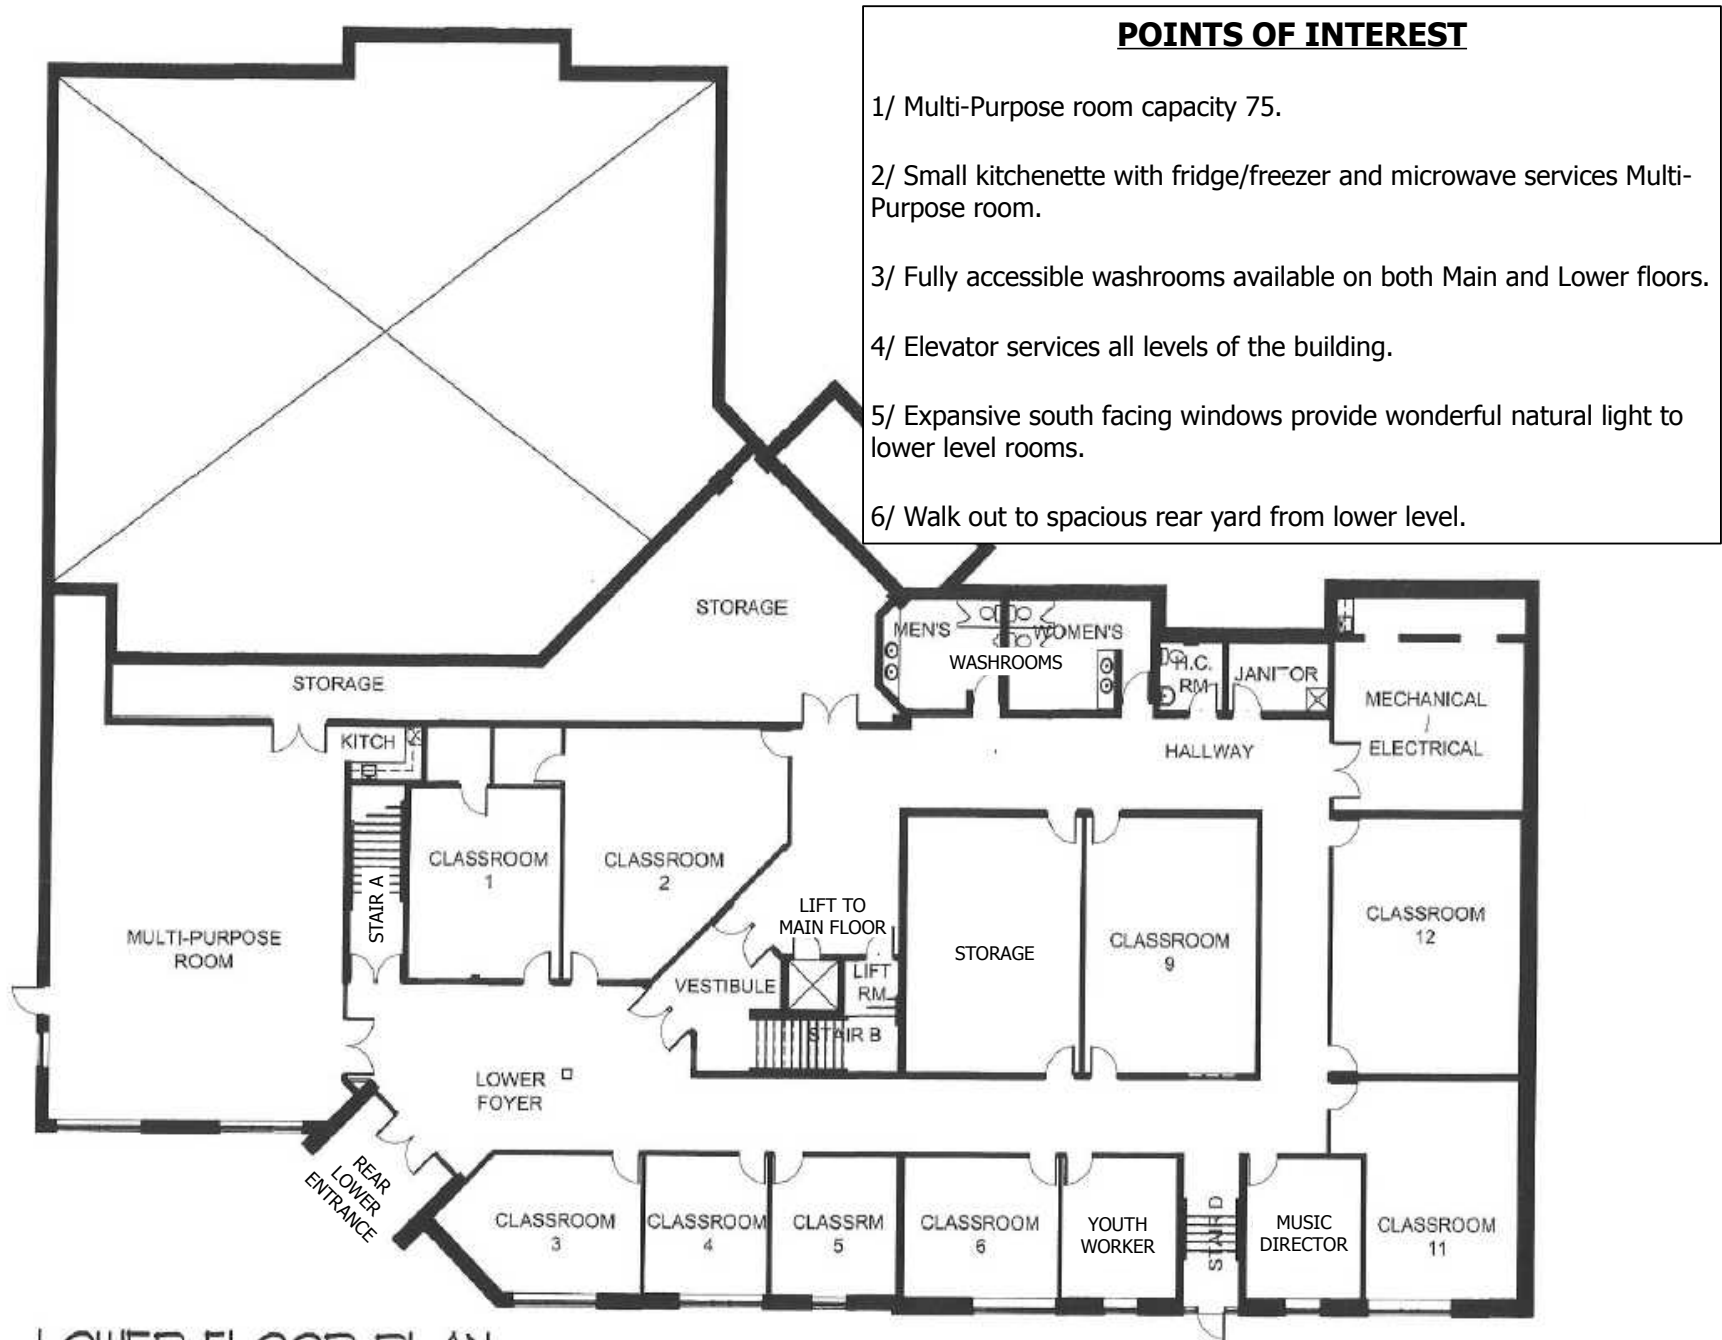 POINTS OF INTEREST
1/ Multi-Purpose room capacity 75.
2/ Small kitchenette with fridge/freezer and microwave services Multi-
Purpose room.
3/ Fully accessible washrooms available on both Main and Lower floors.
4/ Elevator services all levels of the building.
5/ Expansive south facing windows provide wonderful natural light to
lower level rooms.
6/ Walk out to spacious rear yard from lower level.
STORAGE
MEN'S
WOMEN'S
WASHROOMS
H.C.
RM
JANITOR
STORAGE
MECHANICAL
/
ELECTRICAL
KITCH
HALLWAY
CLASSROOM
1
CLASSROOM
2
STAIR A
LIFT TO
MAIN FLOOR
CLASSROOM
12
MULTI-PURPOSE
ROOM
STORAGE
CLASSROOM
9
VESTIBULE
LIFT
RM
STAIR B
LOWER
FOYER
REAR
LOWER
ENTRANCE
CLASSROOM
3
CLASSROOM
4
CLASSRM
5
CLASSROOM
6
YOUTH
WORKER
STAIR D
MUSIC
DIRECTOR
CLASSROOM
11
LOWER FLOOR PLAN